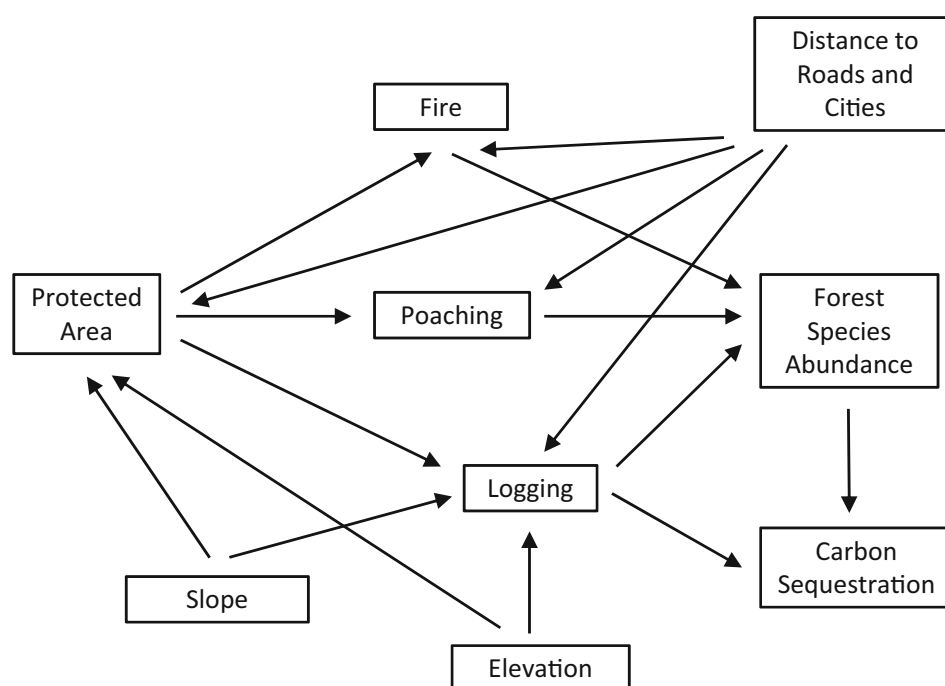 Distance to
Roads and
Cities
Fire
Protected
Area
Poaching
Forest
Species
Abundance
Logging
Carbon
Sequestration
Slope
Elevation